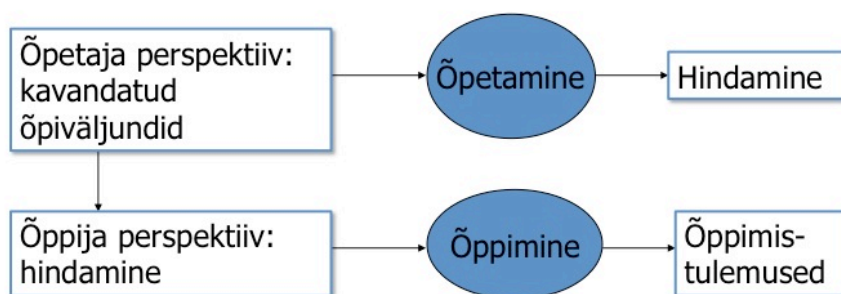 Õpetaja perspektiiv:
kavandatud
õpiväljundid
Õpetamine
Hindamine
Õppija perspektiiv:
hindamine
Õppimine
Õppimis-
tulemused